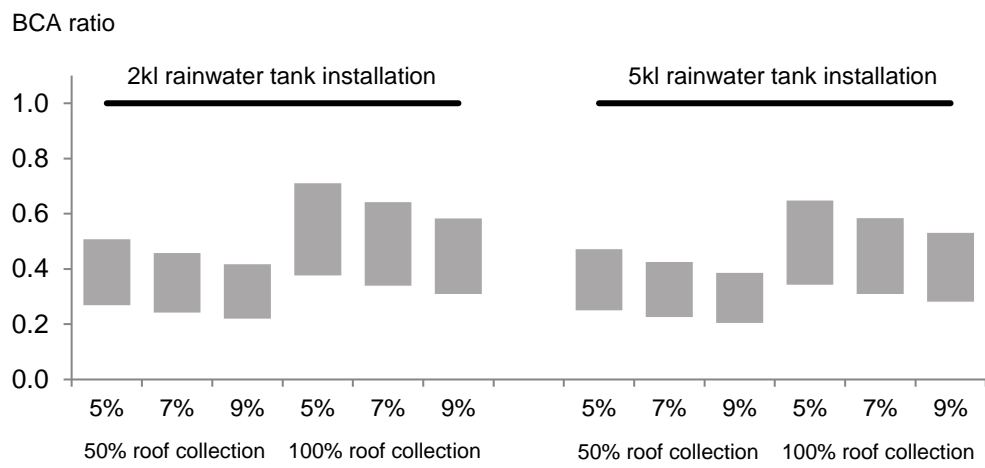 BCA ratio
2kl rainwater tank installation 5kl rainwater tank installation
1.0
0.8
0.6
0.4
0.2
0.0
5% 7% 9% 5% 7% 9% 5% 7% 9% 5% 7% 9%
50% roof collection 100% roof collection 50% roof collection 100% roof collection